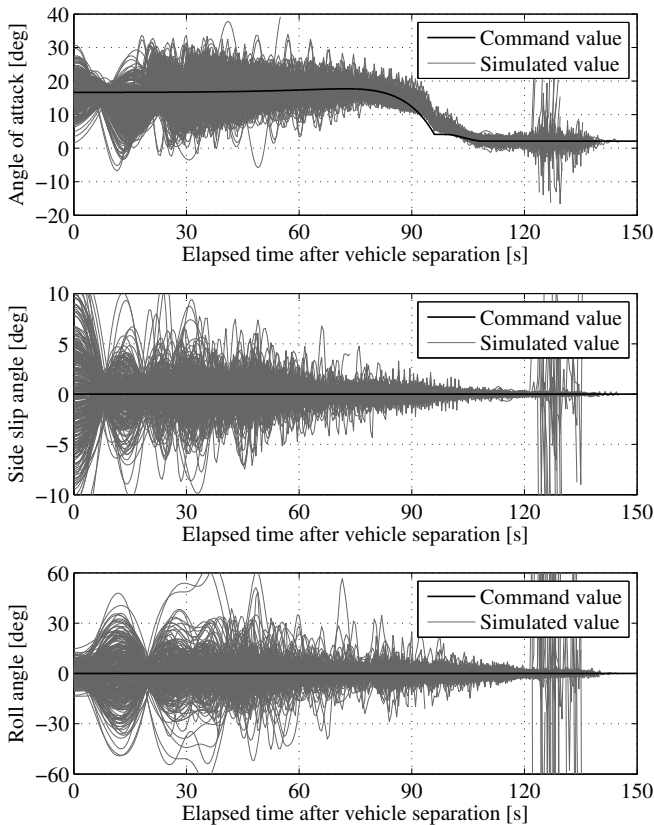 40
30
20
10
0
−10
−20
Angle of attack [deg]
Command value
Simulated value
0 30 60 90 120 150
Elapsed time after vehicle separation [s]
10
5
0
−5
−10
Side slip angle [deg]
Command value
Simulated value
0 30 60 90 120 150
Elapsed time after vehicle separation [s]
60
30
0
−30
−60
Roll angle [deg]
Command value
Simulated value
0 30 60 90 120 150
Elapsed time after vehicle separation [s]